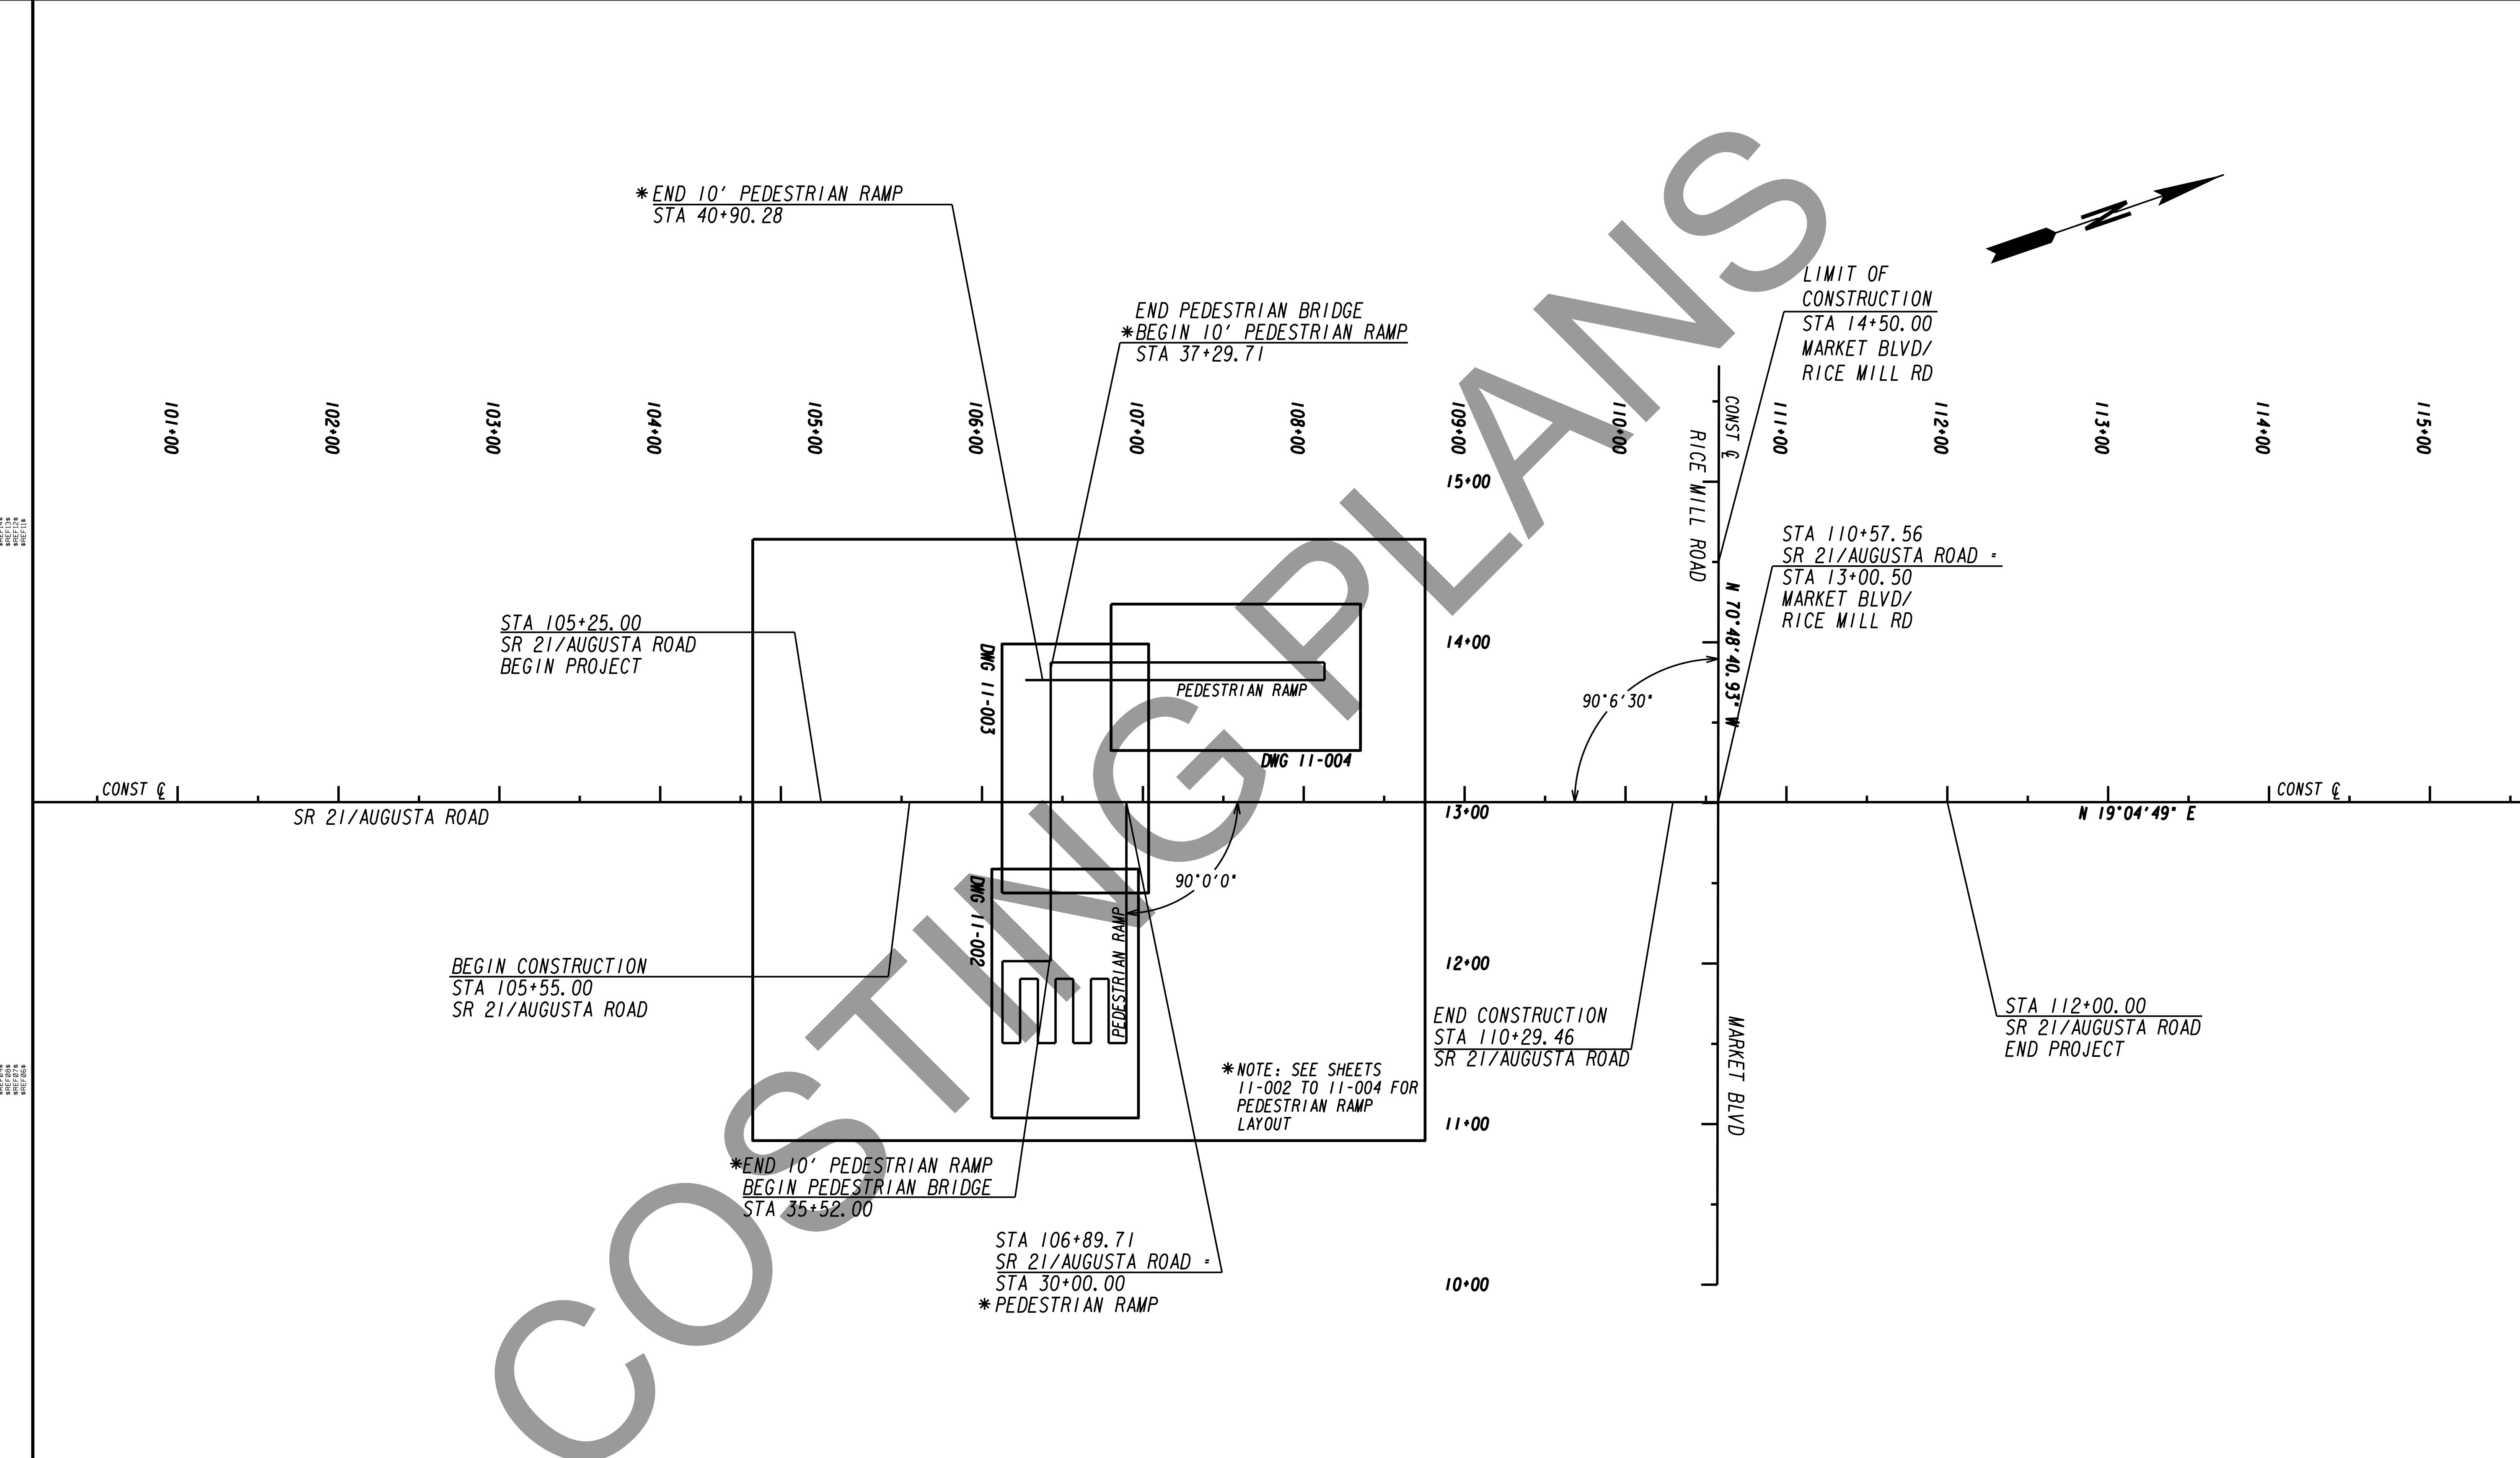 * END 10' PEDESTRIAN RAMP
STA 40+90.28
END PEDESTRIAN BRIDGE
* BEGIN 10' PEDESTRIAN RAMP
STA 37+29.71
N
LIMIT OF
CONSTRUCTION
STA 14+50.00
MARKET BLVD/
RICE MILL RD
101+00
102+00
103+00
104+00
105+00
106+00
107+00
108+00
109+00
110+00
111+00
112+00
113+00
114+00
115+00
CONST ℄
RICE MILL ROAD
15+00
STA 110+57.56
SR 21/AUGUSTA ROAD =
STA 13+00.50
MARKET BLVD/
RICE MILL RD
N 70°48'40.93" W
STA 105+25.00
SR 21/AUGUSTA ROAD
BEGIN PROJECT
DWG 11-003
14+00
PEDESTRIAN RAMP
90°6'30"
DWG 11-004
CONST ℄
SR 21/AUGUSTA ROAD
13+00
CONST ℄
N 19°04'49" E
90°0'0"
DWG 11-002
PEDESTRIAN RAMP
BEGIN CONSTRUCTION
STA 105+55.00
SR 21/AUGUSTA ROAD
12+00
END CONSTRUCTION
STA 110+29.46
SR 21/AUGUSTA ROAD
STA 112+00.00
SR 21/AUGUSTA ROAD
END PROJECT
MARKET BLVD
* NOTE: SEE SHEETS
11-002 TO 11-004 FOR
PEDESTRIAN RAMP
LAYOUT
11+00
* END 10' PEDESTRIAN RAMP
BEGIN PEDESTRIAN BRIDGE
STA 35+52.00
STA 106+89.71
SR 21/AUGUSTA ROAD =
STA 30+00.00
* PEDESTRIAN RAMP
10+00
COSTING PLANS
$REF13$
$REF12$
$REF11$
$REF08$
$REF07$
$REF06$